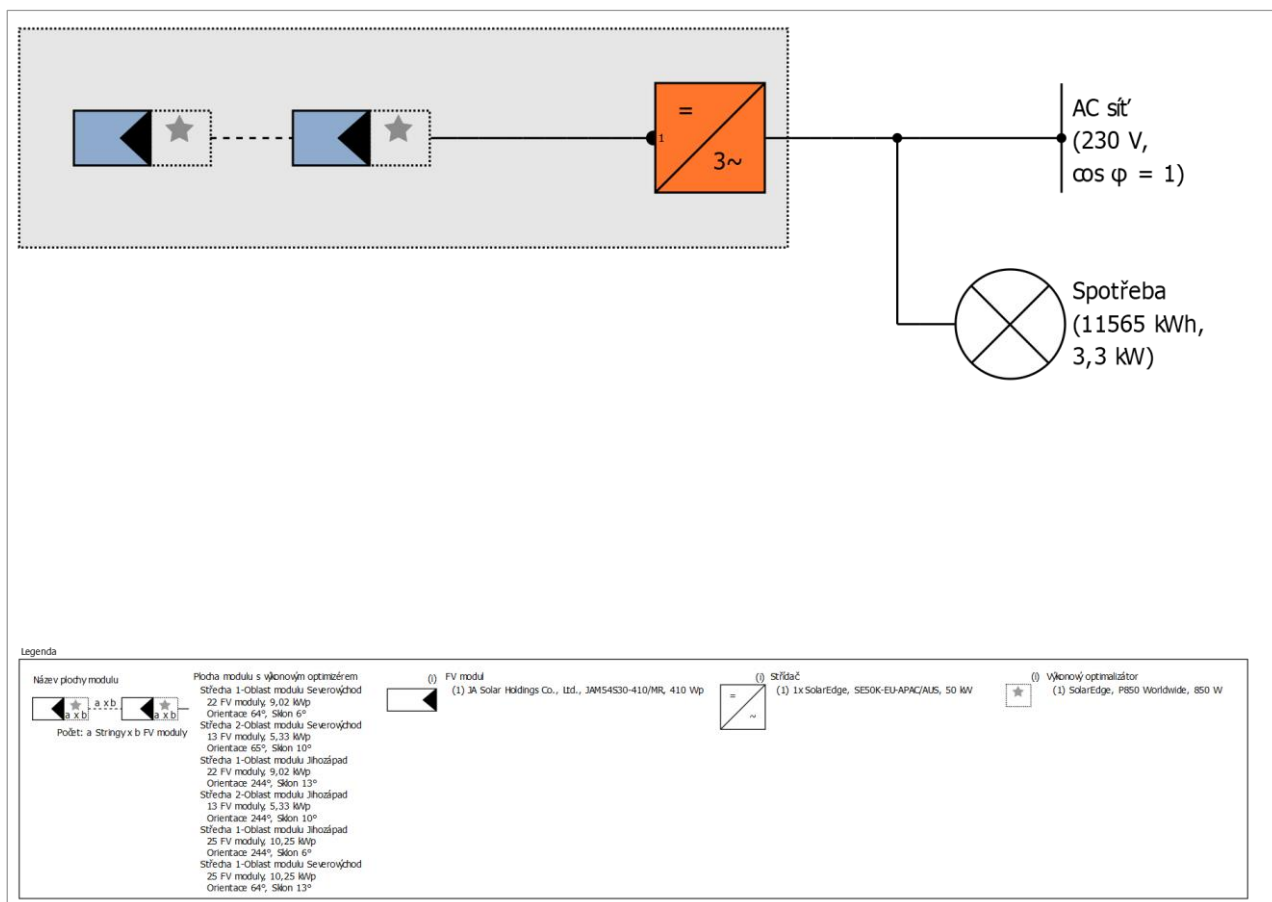 =
3~
1
AC síť
(230 V,
cos φ = 1)
Spotřeba
(11565 kWh,
3,3 kW)
Legenda
Název plochy modulu
a x b
a x b
a x b
Počet: a Stringy x b FV moduly
Plocha modulu s výkonovým optimizérem
Střecha 1-Oblast modulu Severovýchod
22 FV moduly, 9,02 kWp
Orientace 64°, Sklon 6°
Střecha 2-Oblast modulu Severovýchod
13 FV moduly, 5,33 kWp
Orientace 65°, Sklon 10°
Střecha 1-Oblast modulu Jihozápad
22 FV moduly, 9,02 kWp
Orientace 244°, Sklon 13°
Střecha 2-Oblast modulu Jihozápad
13 FV moduly, 5,33 kWp
Orientace 244°, Sklon 10°
Střecha 1-Oblast modulu Jihozápad
25 FV moduly, 10,25 kWp
Orientace 244°, Sklon 6°
Střecha 1-Oblast modulu Severovýchod
25 FV moduly, 10,25 kWp
Orientace 64°, Sklon 13°
(i) FV modul
(1) JA Solar Holdings Co., Ltd., JAM54S30-410/MR, 410 Wp
(i) Střídač
=
~
(1) 1x SolarEdge, SE50K-EU-APAC/AUS, 50 kW
(i) Výkonový optimalizátor
(1) SolarEdge, P850 Worldwide, 850 W